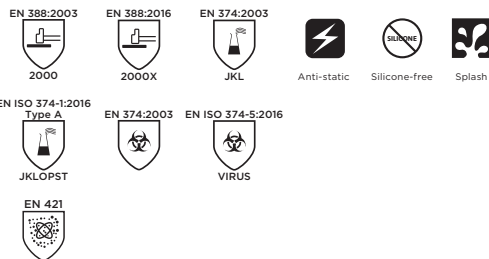 EN 388:2003 EN 388:2016 EN 374:2003
SILICONE
2000 2000X JKL Anti-static Silicone-free Splash
EN ISO 374-1:2016
Type A EN 374:2003 EN ISO 374-5:2016
JKLOPST VIRUS
EN 421